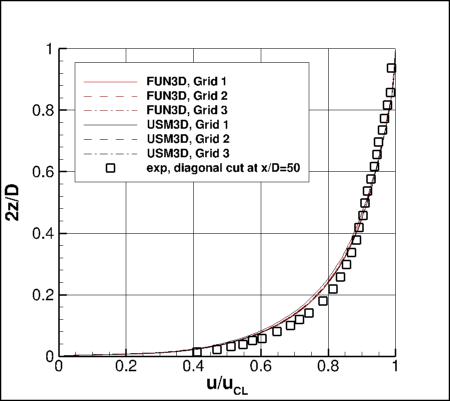 1
FUN3D, Grid 1
FUN3D, Grid 2
FUN3D, Grid 3
USM3D, Grid 1
USM3D, Grid 2
USM3D, Grid 3
exp, diagonal cut at x/D=50
0.8
0.6
2z/D
0.4
0.2
0
0 0.2 0.4 0.6 0.8 1
u/uCL